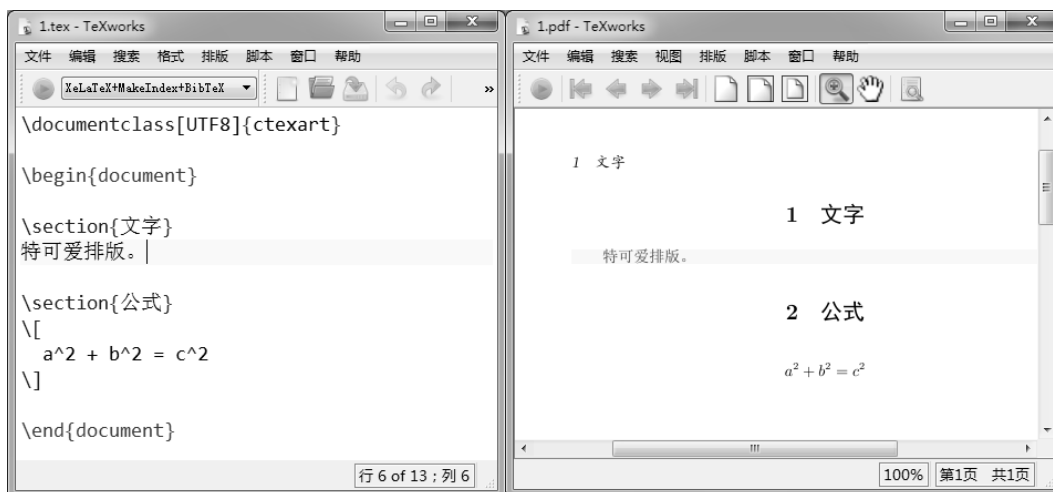 1.tex - TeXworks
文件 编辑 搜索 格式 排版 脚本 窗口 帮助
XeLaTeX+MakeIndex+BibTeX »
\documentclass[UTF8]{ctexart}
\begin{document}
\section{文字}
特可爱排版。
\section{公式}
\[
a^2 + b^2 = c^2
\]
\end{document}
行 6 of 13 ; 列 6
1.pdf - TeXworks
文件 编辑 搜索 视图 排版 脚本 窗口 帮助
1 文字
1 文字
特可爱排版。
2 公式
a² + b² = c²
100% 第1页 共1页